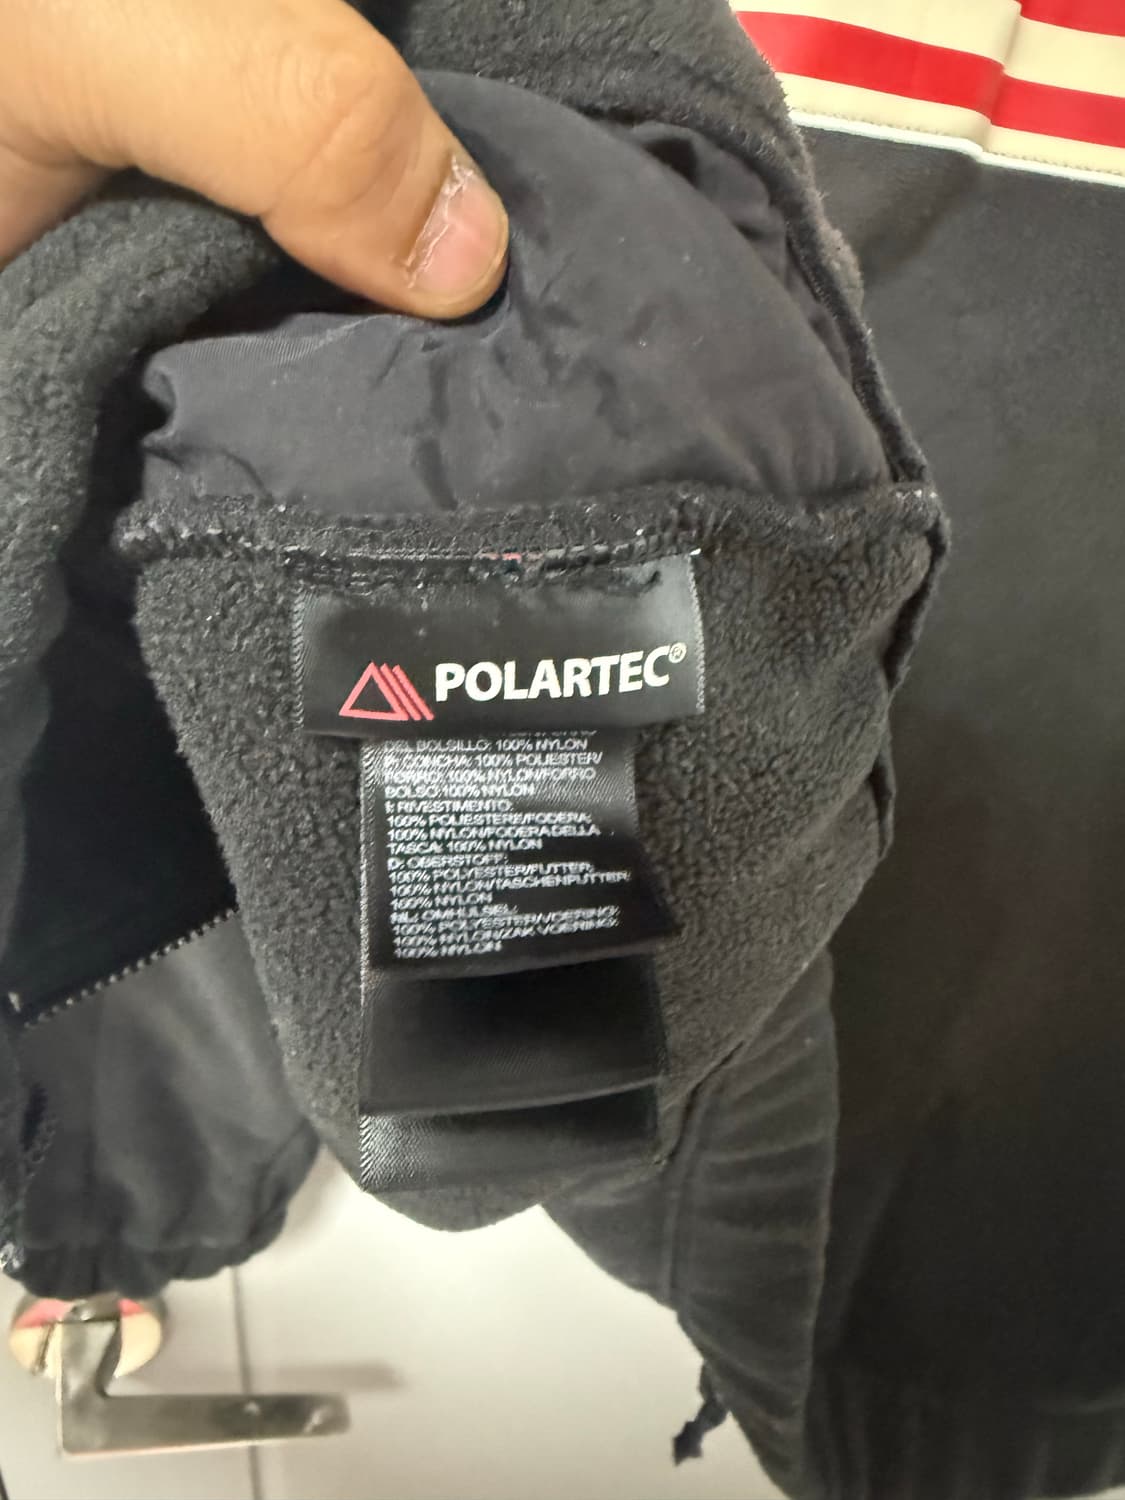 POLARTEC®
DEL BOLSILLO: 100% NYLON
P: CONCHA: 100% POLIESTER/
FORRO: 100% NYLON/FORRO
BOLSO:100% NYLON
I: RIVESTIMENTO:
100% POLIESTERE/FODERA:
100% NYLON/FODERA DELLA
TASCA: 100% NYLON
D: OBERSTOFF:
100% POLYESTER/FUTTER:
100% NYLON/TASCHENFUTTER:
100% NYLON
NL: OMHULSEL:
100% POLYESTER/VOERING:
100% NYLON/ZAK VOERING:
100% NYLON